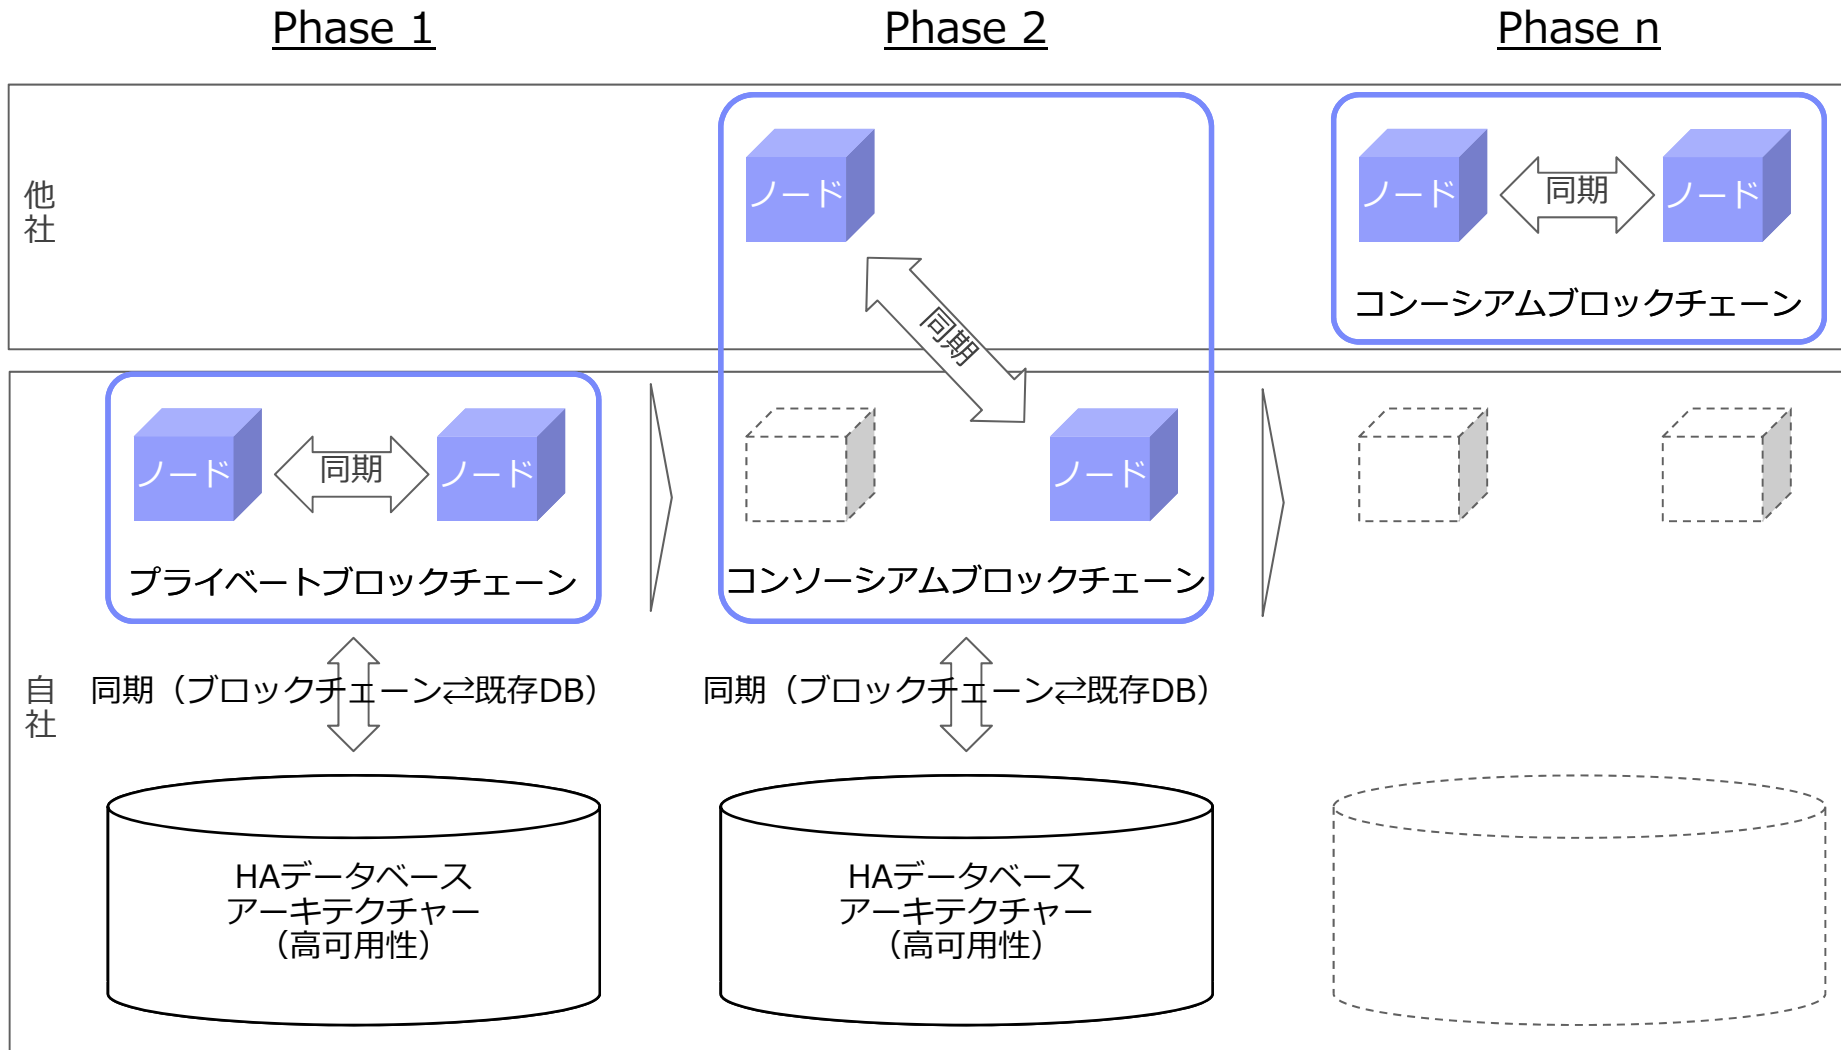 Phase 1
Phase 2
Phase n
他社
ノード
ノード
同期
ノード
同期
コンーシアムブロックチェーン
ノード
同期
ノード
プライベートブロックチェーン
ノード
コンソーシアムブロックチェーン
自社
同期（ブロックチェーン⇄既存DB）
同期（ブロックチェーン⇄既存DB）
HAデータベース
アーキテクチャー
（高可用性）
HAデータベース
アーキテクチャー
（高可用性）